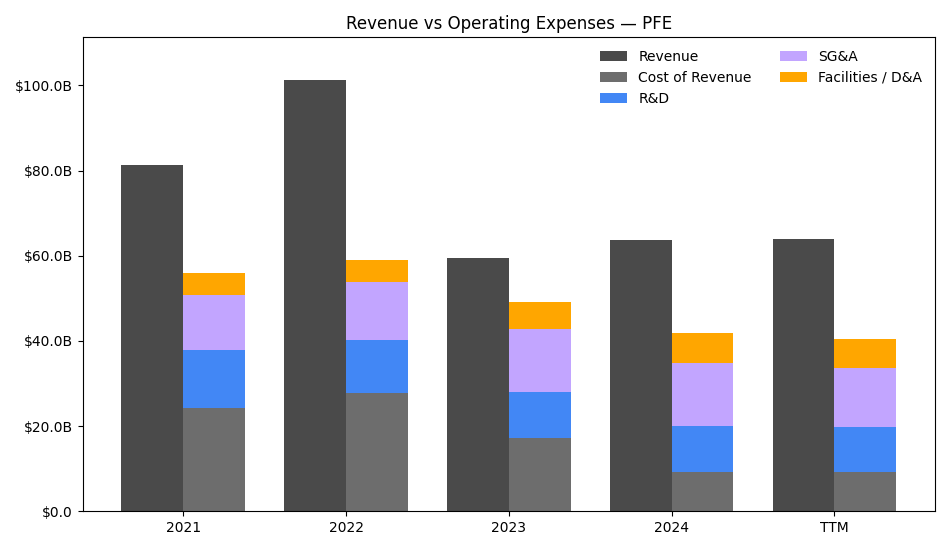 Revenue vs Operating Expenses — PFE
Revenue
Cost of Revenue
R&D
SG&A
Facilities / D&A
$100.0B
$80.0B
$60.0B
$40.0B
$20.0B
$0.0
2021
2022
2023
2024
TTM